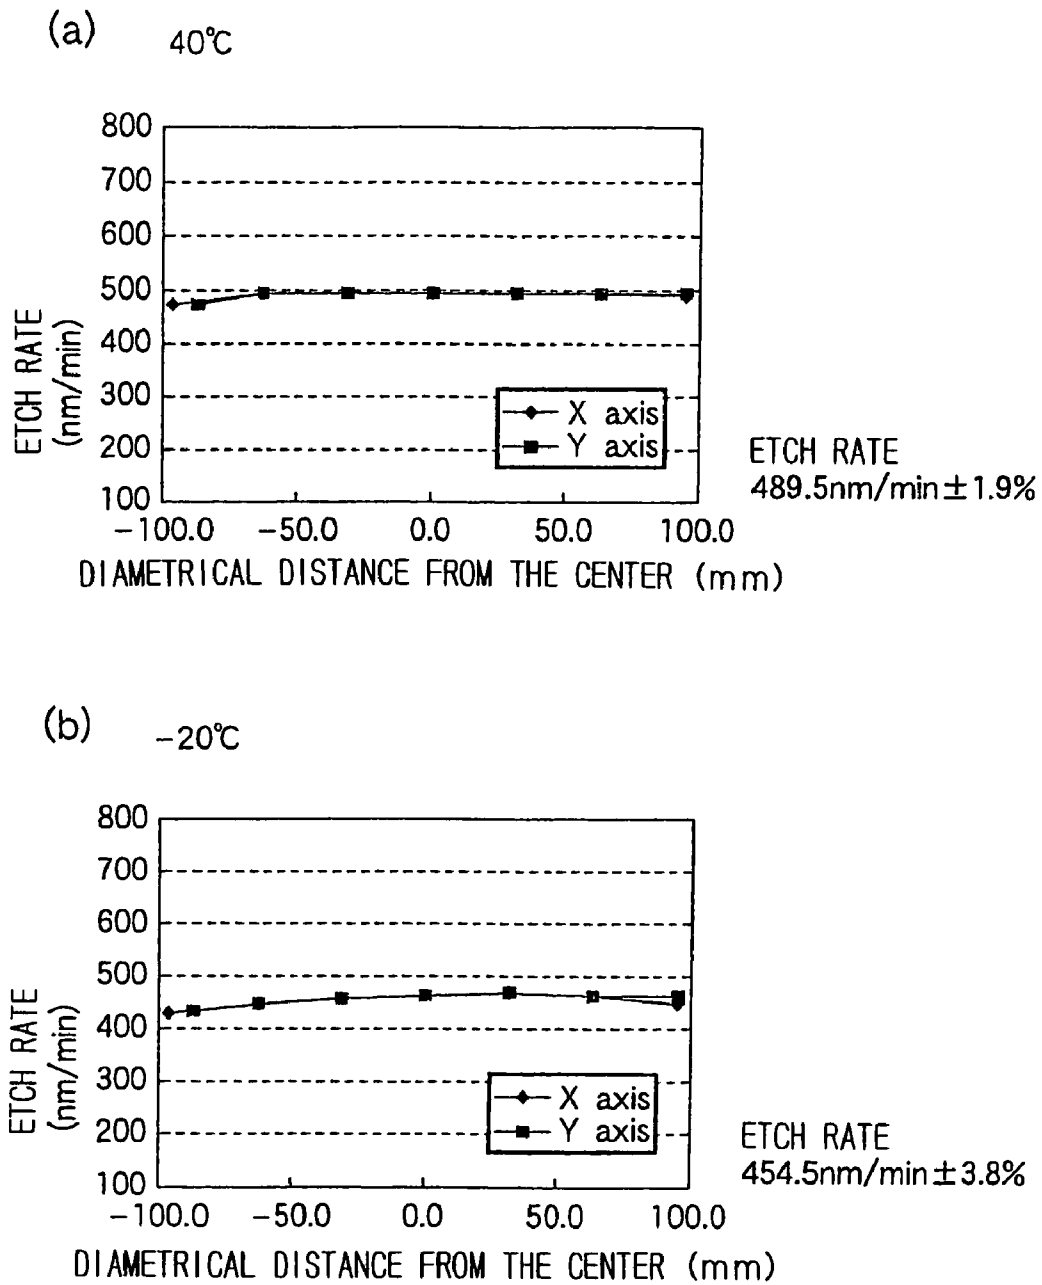 (a)
40℃
800
700
600
500
400
300
200
100
ETCH RATE
(nm/min)
X axis
Y axis
−100.0 −50.0 0.0 50.0 100.0
DIAMETRICAL DISTANCE FROM THE CENTER (mm)
ETCH RATE
489.5nm/min±1.9%
(b)
−20℃
800
700
600
500
400
300
200
100
ETCH RATE
(nm/min)
X axis
Y axis
−100.0 −50.0 0.0 50.0 100.0
DIAMETRICAL DISTANCE FROM THE CENTER (mm)
ETCH RATE
454.5nm/min±3.8%